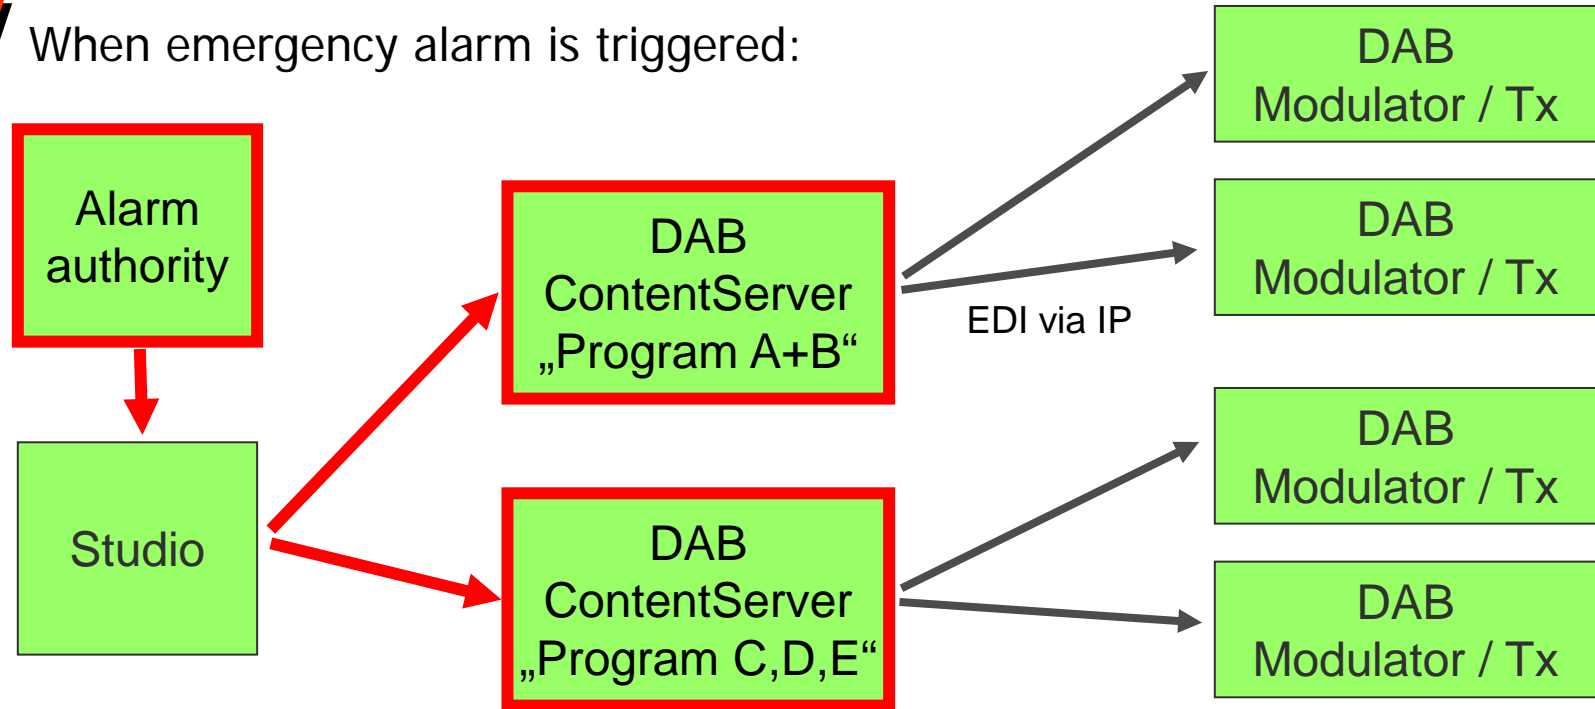 When emergency alarm is triggered:
Alarm
authority
Studio
DAB
ContentServer
„Program A+B“
DAB
ContentServer
„Program C,D,E“
EDI via IP
DAB
Modulator / Tx
DAB
Modulator / Tx
DAB
Modulator / Tx
DAB
Modulator / Tx